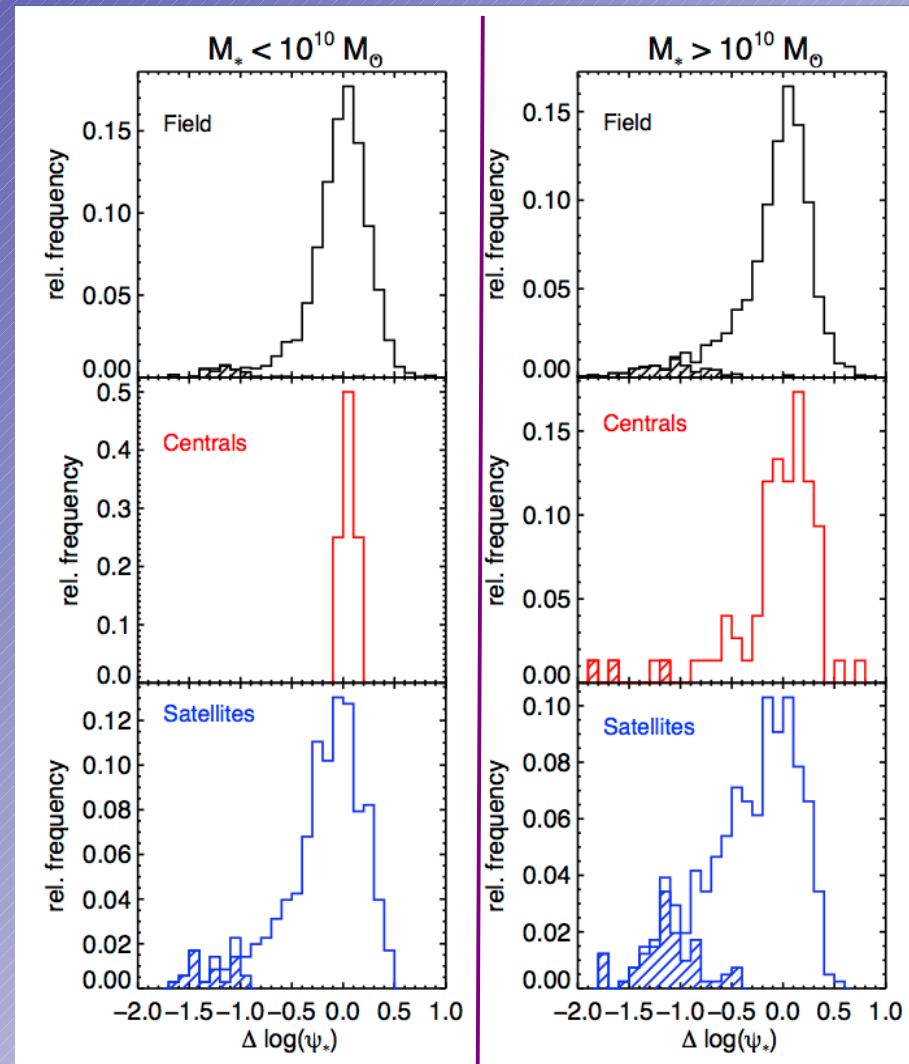 M* < 10¹⁰ M⊙
Field
rel. frequency
0.15
0.10
0.05
0.00
Centrals
rel. frequency
0.5
0.4
0.3
0.2
0.1
0.0
Satellites
rel. frequency
0.12
0.10
0.08
0.06
0.04
0.02
0.00
-2.0 -1.5 -1.0 -0.5 0.0 0.5 1.0
Δ log(ψ*)
M* > 10¹⁰ M⊙
Field
rel. frequency
0.15
0.10
0.05
0.00
Centrals
rel. frequency
0.15
0.10
0.05
0.00
Satellites
rel. frequency
0.10
0.08
0.06
0.04
0.02
0.00
-2.0 -1.5 -1.0 -0.5 0.0 0.5 1.0
Δ log(ψ*)